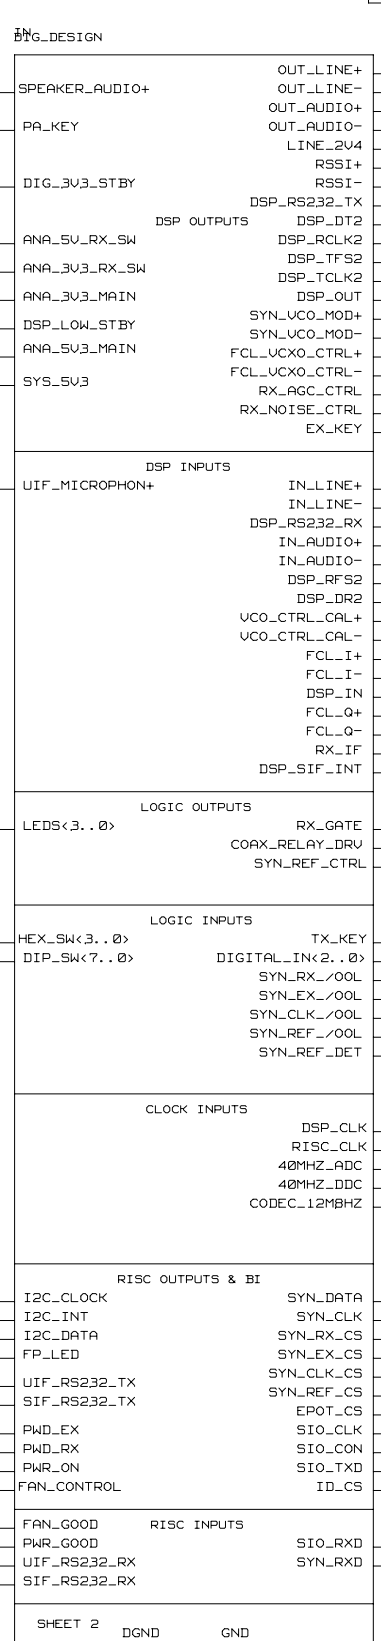 IN
DIG_DESIGN
OUT_LINE+
SPEAKER_AUDIO+ OUT_LINE-
OUT_AUDIO+
PA_KEY OUT_AUDIO-
LINE_2V4
RSSI+
DIG_3V3_STBY RSSI-
DSP_RS232_TX
DSP OUTPUTS DSP_DT2
ANA_5V_RX_SW DSP_RCLK2
DSP_TFS2
ANA_3V3_RX_SW
DSP_TCLK2
ANA_3V3_MAIN DSP_OUT
SYN_VCO_MOD+
DSP_LOW_STBY
SYN_VCO_MOD-
ANA_5V3_MAIN FCL_VCXO_CTRL+
FCL_VCXO_CTRL-
SYS_5V3
RX_AGC_CTRL
RX_NOISE_CTRL
EX_KEY
DSP INPUTS
UIF_MICROPHON+ IN_LINE+
IN_LINE-
DSP_RS232_RX
IN_AUDIO+
IN_AUDIO-
DSP_RFS2
DSP_DR2
VCO_CTRL_CAL+
VCO_CTRL_CAL-
FCL_I+
FCL_I-
DSP_IN
FCL_Q+
FCL_Q-
RX_IF
DSP_SIF_INT
LOGIC OUTPUTS
LEDS<3..0> RX_GATE
COAX_RELAY_DRV
SYN_REF_CTRL
LOGIC INPUTS
HEX_SW<3..0> TX_KEY
DIP_SW<7..0> DIGITAL_IN<2..0>
SYN_RX_/OOL
SYN_EX_/OOL
SYN_CLK_/OOL
SYN_REF_/OOL
SYN_REF_DET
CLOCK INPUTS
DSP_CLK
RISC_CLK
40MHZ_ADC
40MHZ_DDC
CODEC_12M8HZ
RISC OUTPUTS & BI
I2C_CLOCK SYN_DATA
I2C_INT SYN_CLK
I2C_DATA SYN_RX_CS
FP_LED SYN_EX_CS
SYN_CLK_CS
UIF_RS232_TX
SYN_REF_CS
SIF_RS232_TX
EPOT_CS
PWD_EX SIO_CLK
PWD_RX SIO_CON
PWR_ON SIO_TXD
FAN_CONTROL ID_CS
FAN_GOOD RISC INPUTS
PWR_GOOD SIO_RXD
UIF_RS232_RX SYN_RXD
SIF_RS232_RX
SHEET 2
DGND GND